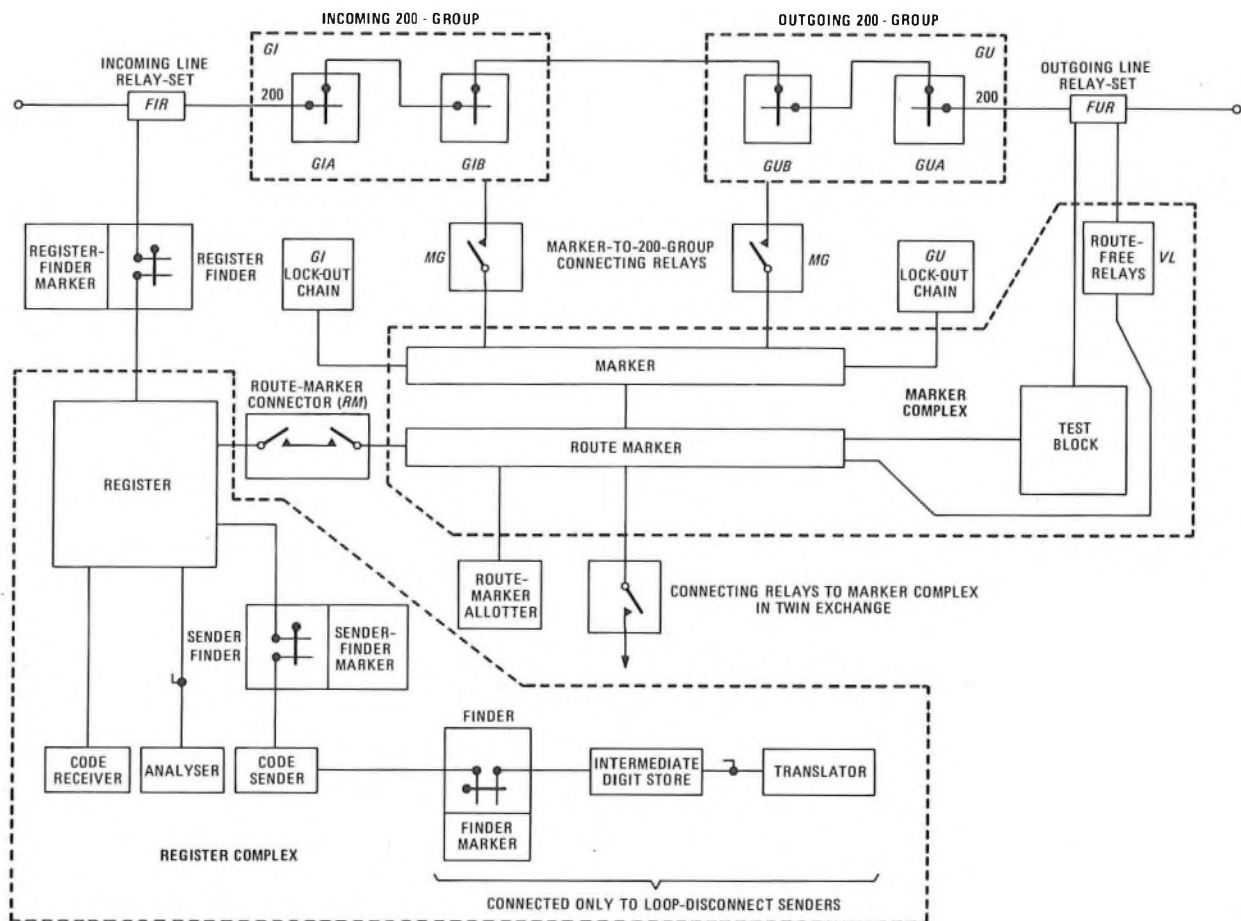 INCOMING 200 - GROUP
OUTGOING 200 - GROUP
GI
GU
INCOMING LINE
RELAY-SET
FIR
200
GIA
GIB
GUB
GUA
200
OUTGOING LINE
RELAY-SET
FUR
REGISTER-
FINDER
MARKER
REGISTER
FINDER
GI
LOCK-OUT
CHAIN
MG
MARKER-TO-200-GROUP
CONNECTING RELAYS
MG
GU
LOCK-OUT
CHAIN
ROUTE-
FREE
RELAYS
VL
MARKER
MARKER
COMPLEX
ROUTE-MARKER
CONNECTOR (RM)
ROUTE MARKER
TEST
BLOCK
REGISTER
ROUTE-
MARKER
ALLOTTER
CONNECTING RELAYS TO MARKER COMPLEX
IN TWIN EXCHANGE
SENDER
FINDER
SENDER-
FINDER
MARKER
CODE
RECEIVER
ANALYSER
CODE
SENDER
FINDER
FINDER
MARKER
INTERMEDIATE
DIGIT STORE
TRANSLATOR
REGISTER COMPLEX
CONNECTED ONLY TO LOOP-DISCONNECT SENDERS